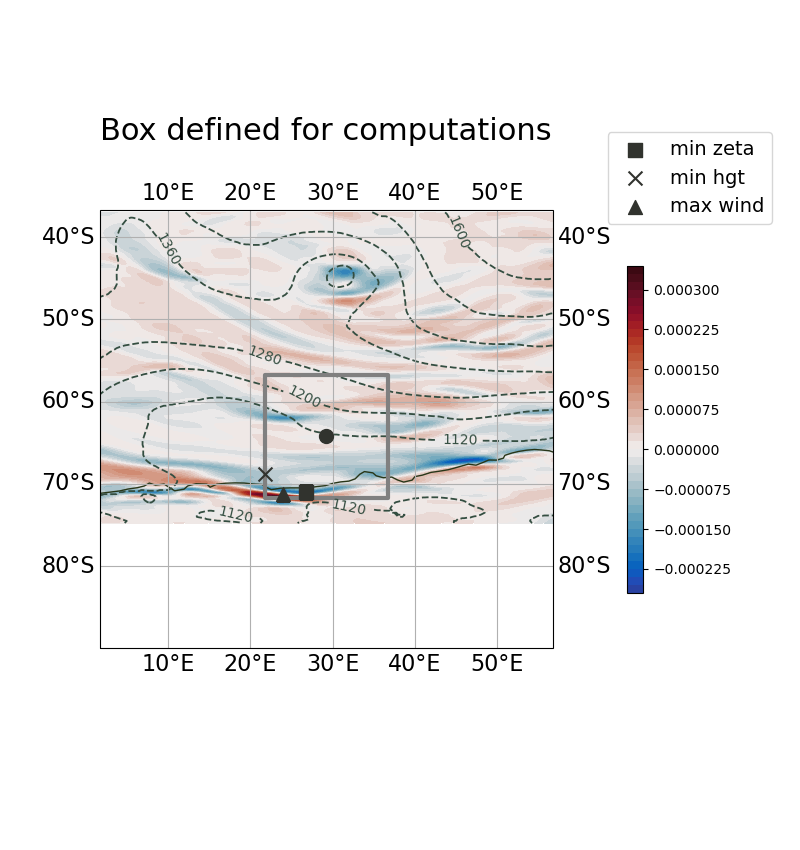 Box defined for computations
min zeta
min hgt
max wind
10°E 20°E 30°E 40°E 50°E
40°S 40°S
50°S 50°S
60°S 60°S
70°S 70°S
80°S 80°S
10°E 20°E 30°E 40°E 50°E
1360
1600
1280
1200
1120
1120
1120
0.000300
0.000225
0.000150
0.000075
0.000000
−0.000075
−0.000150
−0.000225